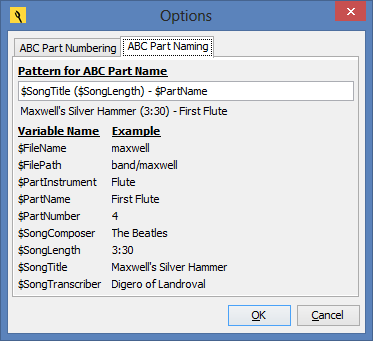 Options
ABC Part Numbering ABC Part Naming
Pattern for ABC Part Name
$SongTitle ($SongLength) - $PartName
Maxwell's Silver Hammer (3:30) - First Flute
Variable Name Example
$FileName maxwell
$FilePath band/maxwell
$PartInstrument Flute
$PartName First Flute
$PartNumber 4
$SongComposer The Beatles
$SongLength 3:30
$SongTitle Maxwell's Silver Hammer
$SongTranscriber Digero of Landroval
OK Cancel